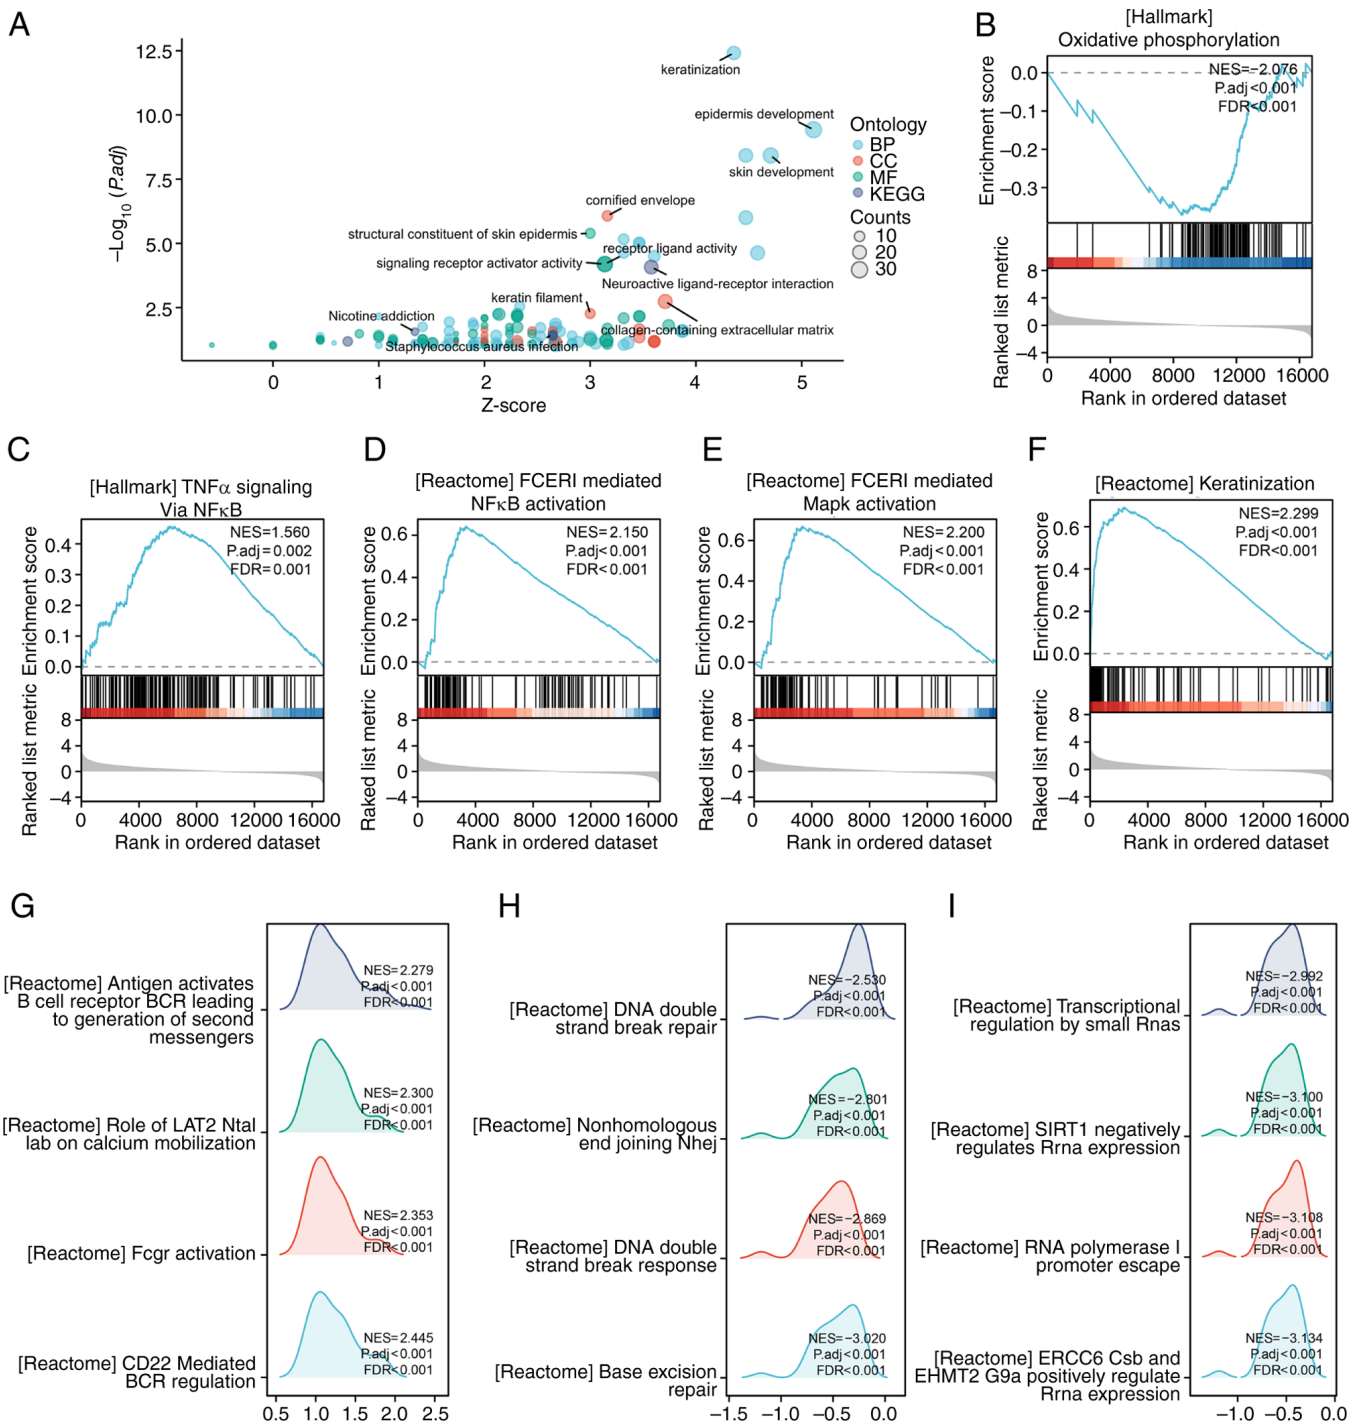 A
12.5
10.0
7.5
5.0
2.5
−Log10 (P.adj)
keratinization
epidermis development
skin development
cornified envelope
structural constituent of skin epidermis
receptor ligand activity
signaling receptor activator activity
Neuroactive ligand-receptor interaction
keratin filament
Nicotine addiction
collagen-containing extracellular matrix
Staphylococcus aureus infection
0 1 2 3 4 5
Z-score
Ontology
BP
CC
MF
KEGG
Counts
10
20
30
B
[Hallmark]
Oxidative phosphorylation
NES=−2.076
P.adj<0.001
FDR<0.001
Enrichment score
0.0
−0.1
−0.2
−0.3
Ranked list metric
8
4
0
−4
0 4000 8000 12000 16000
Rank in ordered dataset
C
[Hallmark] TNFα signaling
Via NFκB
NES=1.560
P.adj=0.002
FDR=0.001
Enrichment score
0.4
0.3
0.2
0.1
0.0
Ranked list metric
8
4
0
−4
0 4000 8000 12000 16000
Rank in ordered dataset
D
[Reactome] FCERI mediated
NFκB activation
NES=2.150
P.adj<0.001
FDR<0.001
Enrichment score
0.6
0.4
0.2
0.0
Raked list metric
8
4
0
−4
0 4000 8000 12000 16000
Rank in ordered dataset
E
[Reactome] FCERI mediated
Mapk activation
NES=2.200
P.adj<0.001
FDR<0.001
Enrichment score
0.6
0.4
0.2
0.0
Raked list metric
8
4
0
−4
0 4000 8000 12000 16000
Rank in ordered dataset
F
[Reactome] Keratinization
NES=2.299
P.adj<0.001
FDR<0.001
Enrichment score
0.6
0.4
0.2
0.0
Raked list metric
8
4
0
−4
0 4000 8000 12000 16000
Rank in ordered dataset
G
[Reactome] Antigen activates
B cell receptor BCR leading
to generation of second
messengers
NES=2.279
P.adj<0.001
FDR<0.001
[Reactome] Role of LAT2 Ntal
lab on calcium mobilization
NES=2.300
P.adj<0.001
FDR<0.001
[Reactome] Fcgr activation
NES=2.353
P.adj<0.001
FDR<0.001
[Reactome] CD22 Mediated
BCR regulation
NES=2.445
P.adj<0.001
FDR<0.001
0.5 1.0 1.5 2.0 2.5
H
[Reactome] DNA double
strand break repair
NES=−2.530
P.adj<0.001
FDR<0.001
[Reactome] Nonhomologous
end joining Nhej
NES=−2.801
P.adj<0.001
FDR<0.001
[Reactome] DNA double
strand break response
NES=−2.869
P.adj<0.001
FDR<0.001
[Reactome] Base excision
repair
NES=−3.020
P.adj<0.001
FDR<0.001
−1.5 −1.0 −0.5 0.0
I
[Reactome] Transcriptional
regulation by small Rnas
NES=−2.992
P.adj<0.001
FDR<0.001
[Reactome] SIRT1 negatively
regulates Rrna expression
NES=−3.100
P.adj<0.001
FDR<0.001
[Reactome] RNA polymerase I
promoter escape
NES=−3.108
P.adj<0.001
FDR<0.001
[Reactome] ERCC6 Csb and
EHMT2 G9a positively regulate
Rrna expression
NES=−3.134
P.adj<0.001
FDR<0.001
−1.0 −0.5 0.0